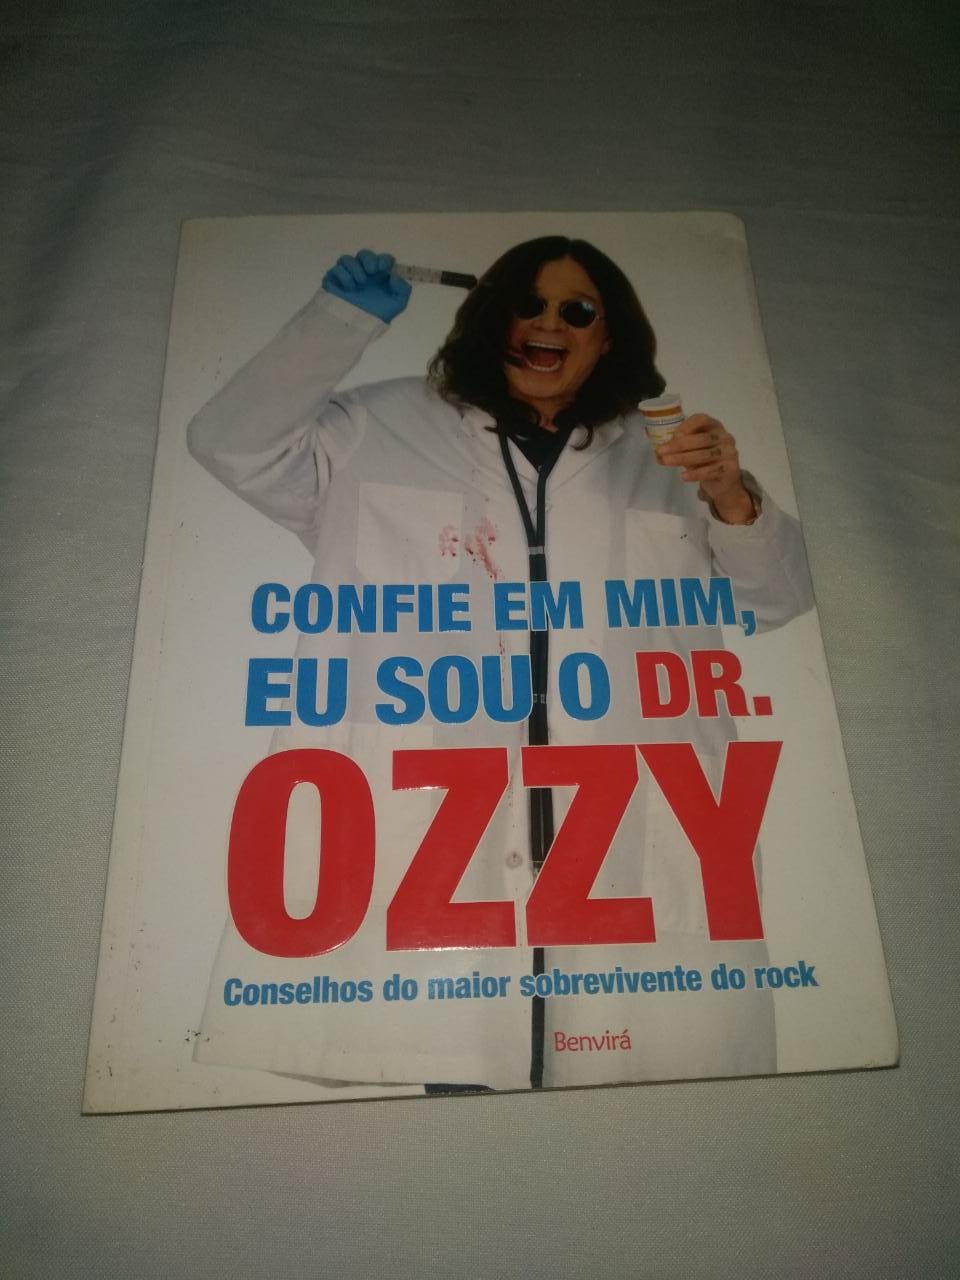 CONFIE EM MIM,
EU SOU O DR.
OZZY
Conselhos do maior sobrevivente do rock
Benvirá